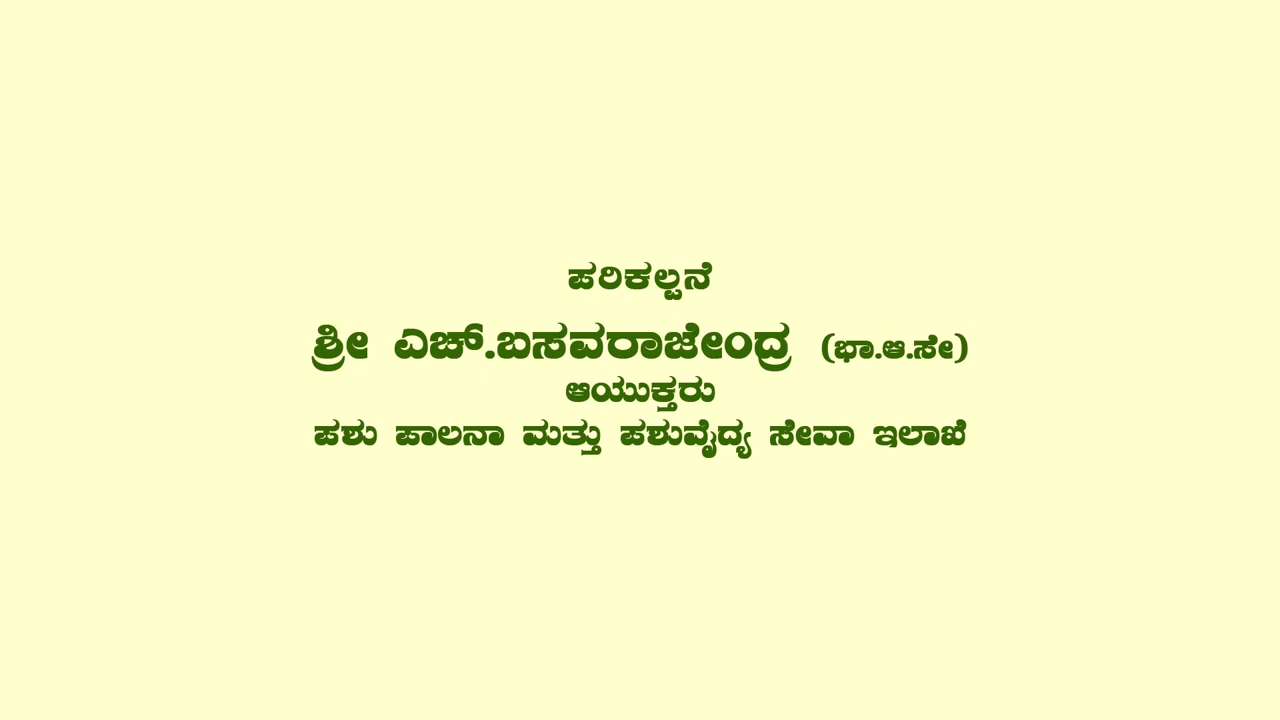 ಪರಿಕಲ್ಪನೆ
ಶ್ರೀ ಎಚ್.ಬಸವರಾಜೇಂದ್ರ (ಭಾ.ಆ.ಸೇ)
ಆಯುಕ್ತರು
ಪಶು ಪಾಲನಾ ಮತ್ತು ಪಶುವೈದ್ಯ ಸೇವಾ ಇಲಾಖೆ